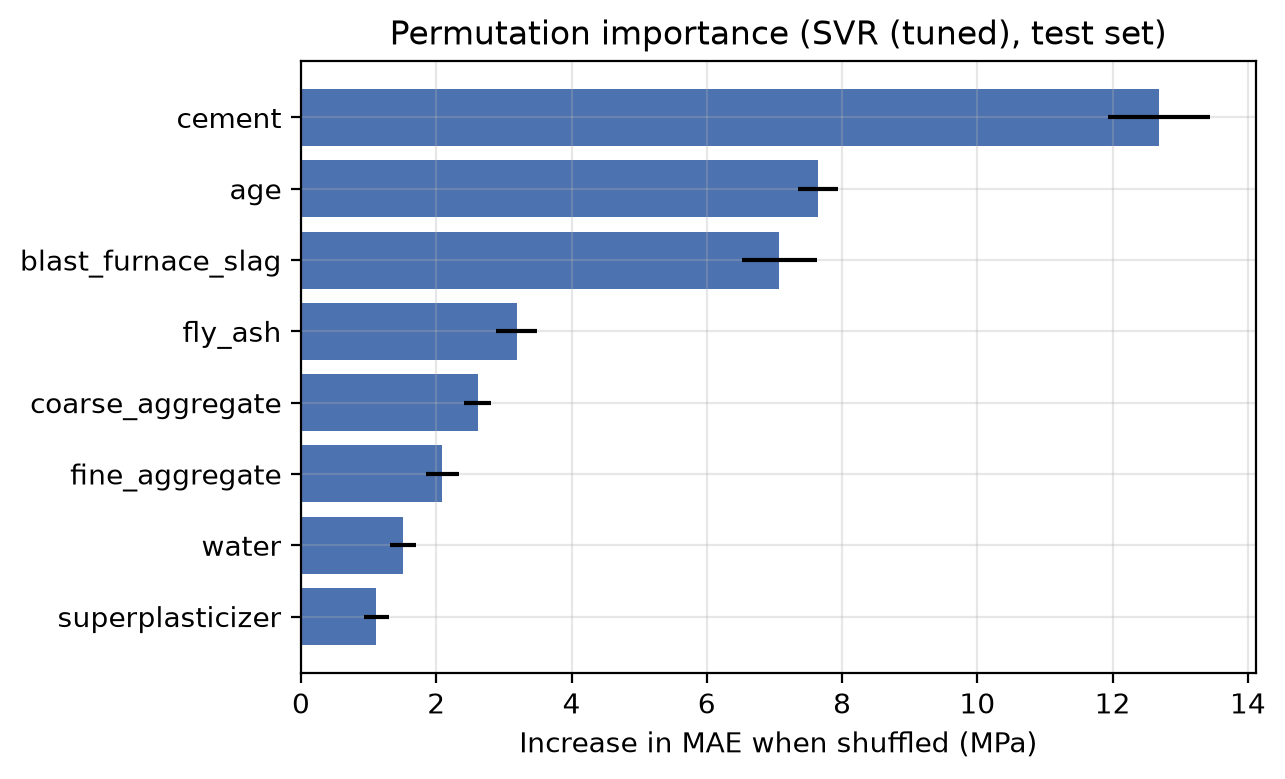 Permutation importance (SVR (tuned), test set)
cement
age
blast_furnace_slag
fly_ash
coarse_aggregate
fine_aggregate
water
superplasticizer
0 2 4 6 8 10 12 14
Increase in MAE when shuffled (MPa)